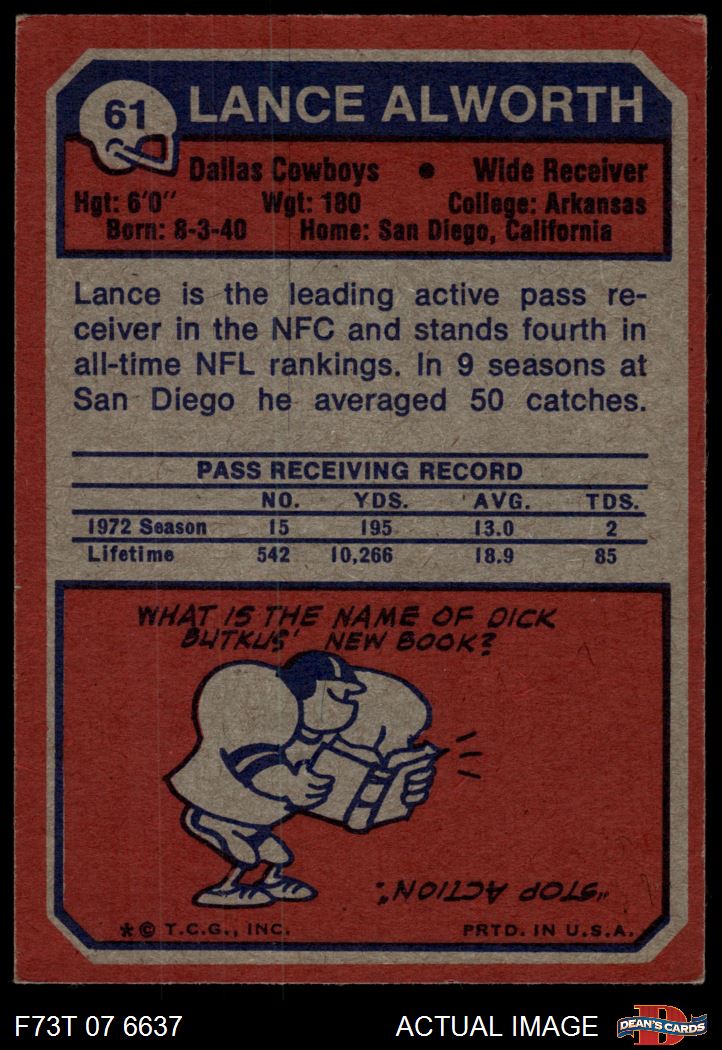 61
LANCE ALWORTH
Dallas Cowboys • Wide Receiver
Hgt: 6'0" Wgt: 180 College: Arkansas
Born: 8-3-40 Home: San Diego, California
Lance is the leading active pass re-
ceiver in the NFC and stands fourth in
all-time NFL rankings. In 9 seasons at
San Diego he averaged 50 catches.
PASS RECEIVING RECORD
NO. YDS. AVG. TDS.
1972 Season 15 195 13.0 2
Lifetime 542 10,266 18.9 85
WHAT IS THE NAME OF DICK
BUTKUS' NEW BOOK?
"STOP ACTION".
*© T.C.G., INC. PRTD. IN U.S.A.
F73T 07 6637 ACTUAL IMAGE
D
DEAN'S CARDS